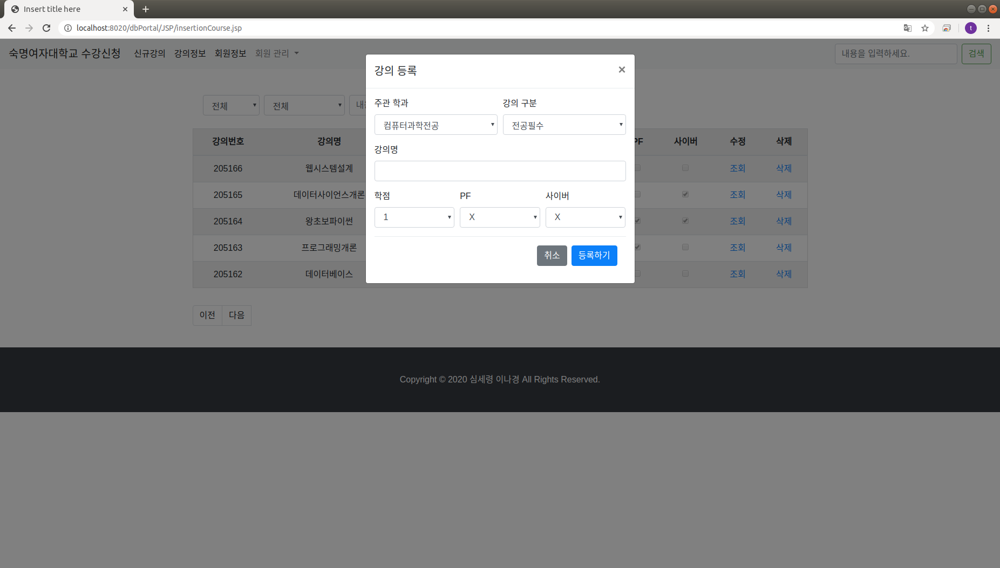 Insert title here
localhost:8020/dbPortal/JSP/insertionCourse.jsp
t
숙명여자대학교 수강신청 신규강의 강의정보 회원정보 회원 관리 내용을 입력하세요. 검색
강의 등록 ×
전체 전체
주관 학과 강의 구분
컴퓨터과학전공 전공필수
강의번호 강의명 PF 사이버 수정 삭제
강의명
205166 웹시스템설계 조회 삭제
205165 데이터사이언스개론 조회 삭제
학점 PF 사이버
1 X X
205164 왕초보파이썬 조회 삭제
205163 프로그래밍개론 조회 삭제
취소 등록하기
205162 데이터베이스 조회 삭제
이전 다음
Copyright © 2020 심세령 이나경 All Rights Reserved.